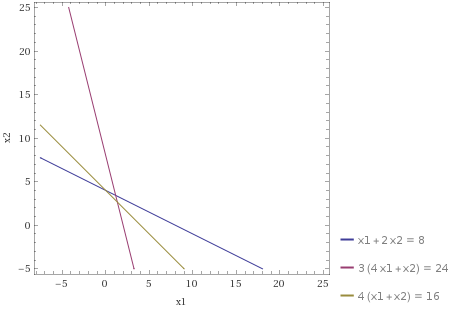 25
20
15
10
5
0
−5
x2
−5 0 5 10 15 20 25
x1
x1 + 2 x2 = 8
3 (4 x1 + x2) = 24
4 (x1 + x2) = 16